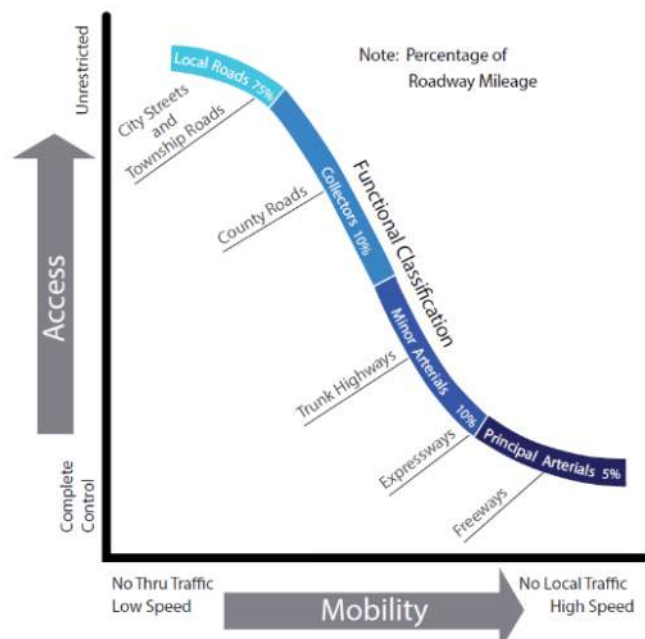 Unrestricted
Access
Complete
Control
Note: Percentage of
Roadway Mileage
Local Roads 75%
City Streets
and
Township Roads
Collectors 10%
County Roads
Functional Classification
Minor Arterials 10%
Trunk Highways
Expressways
Principal Arterials 5%
Freeways
No Thru Traffic
Low Speed
Mobility
No Local Traffic
High Speed